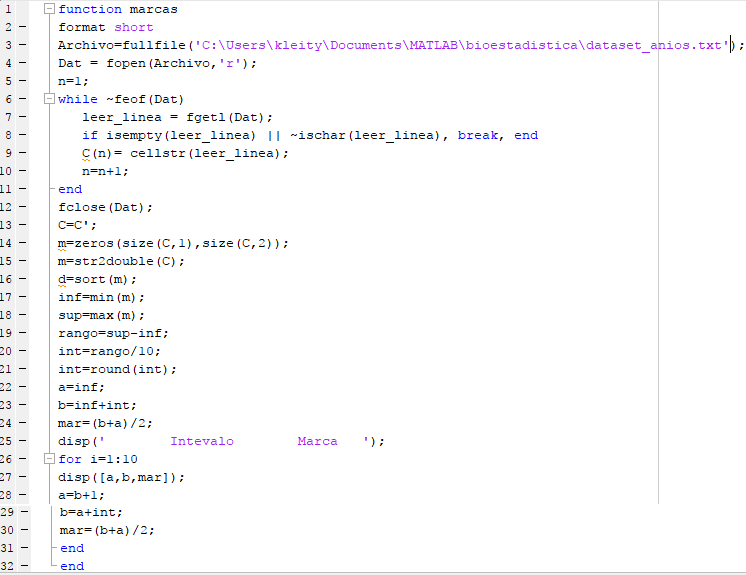 1 function marcas
2 format short
3 Archivo=fullfile('C:\Users\kleity\Documents\MATLAB\bioestadistica\dataset_anios.txt');
4 Dat = fopen(Archivo,'r');
5 n=1;
6 while ~feof(Dat)
7 leer_linea = fgetl(Dat);
8 if isempty(leer_linea) || ~ischar(leer_linea), break, end
9 C(n)= cellstr(leer_linea);
10 n=n+1;
11 end
12 fclose(Dat);
13 C=C';
14 m=zeros(size(C,1),size(C,2));
15 m=str2double(C);
16 d=sort(m);
17 inf=min(m);
18 sup=max(m);
19 rango=sup-inf;
20 int=rango/10;
21 int=round(int);
22 a=inf;
23 b=inf+int;
24 mar=(b+a)/2;
25 disp('        Intevalo        Marca   ');
26 for i=1:10
27 disp([a,b,mar]);
28 a=b+1;
29 b=a+int;
30 mar=(b+a)/2;
31 end
32 end